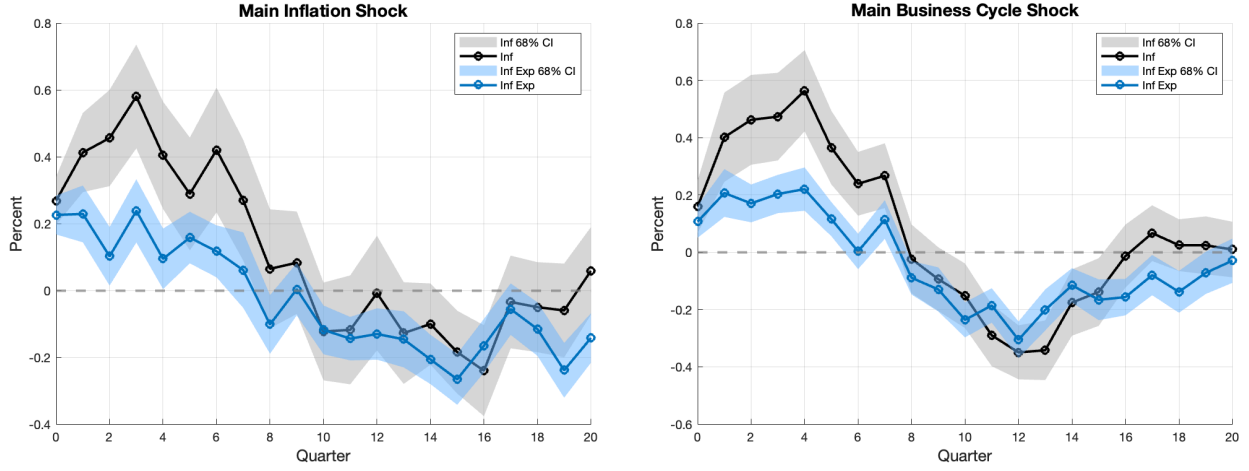 Main Inflation Shock
0.8
0.6
0.4
0.2
0
-0.2
-0.4
Percent
Inf 68% CI
Inf
Inf Exp 68% CI
Inf Exp
0 2 4 6 8 10 12 14 16 18 20
Quarter
Main Business Cycle Shock
0.8
0.6
0.4
0.2
0
-0.2
-0.4
-0.6
Percent
Inf 68% CI
Inf
Inf Exp 68% CI
Inf Exp
0 2 4 6 8 10 12 14 16 18 20
Quarter